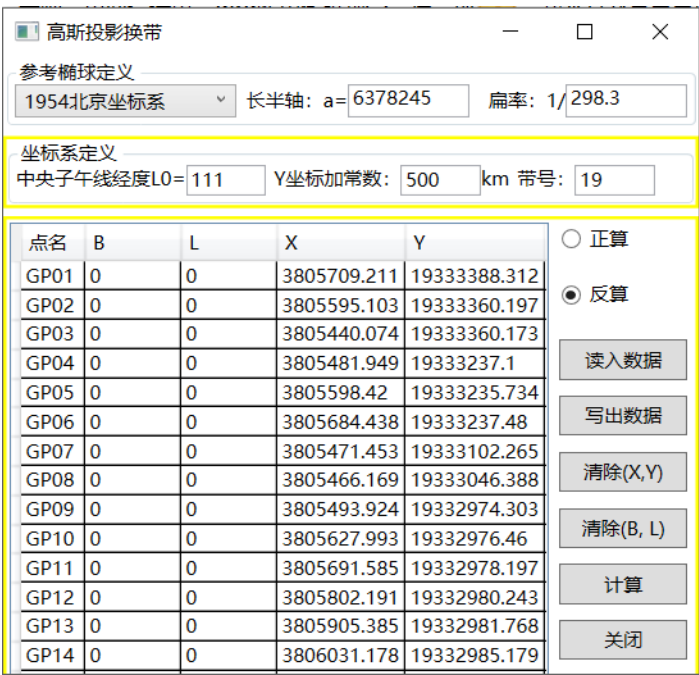 高斯投影换带
参考椭球定义
1954北京坐标系 长半轴: a= 6378245 扁率: 1/ 298.3
坐标系定义
中央子午线经度L0= 111 Y坐标加常数: 500 km 带号: 19
点名 B L X Y
GP01 0 0 3805709.211 19333388.312
GP02 0 0 3805595.103 19333360.197
GP03 0 0 3805440.074 19333360.173
GP04 0 0 3805481.949 19333237.1
GP05 0 0 3805598.42 19333235.734
GP06 0 0 3805684.438 19333237.48
GP07 0 0 3805471.453 19333102.265
GP08 0 0 3805466.169 19333046.388
GP09 0 0 3805493.924 19332974.303
GP10 0 0 3805627.993 19332976.46
GP11 0 0 3805691.585 19332978.197
GP12 0 0 3805802.191 19332980.243
GP13 0 0 3805905.385 19332981.768
GP14 0 0 3806031.178 19332985.179
正算
反算
读入数据
写出数据
清除(X,Y)
清除(B, L)
计算
关闭